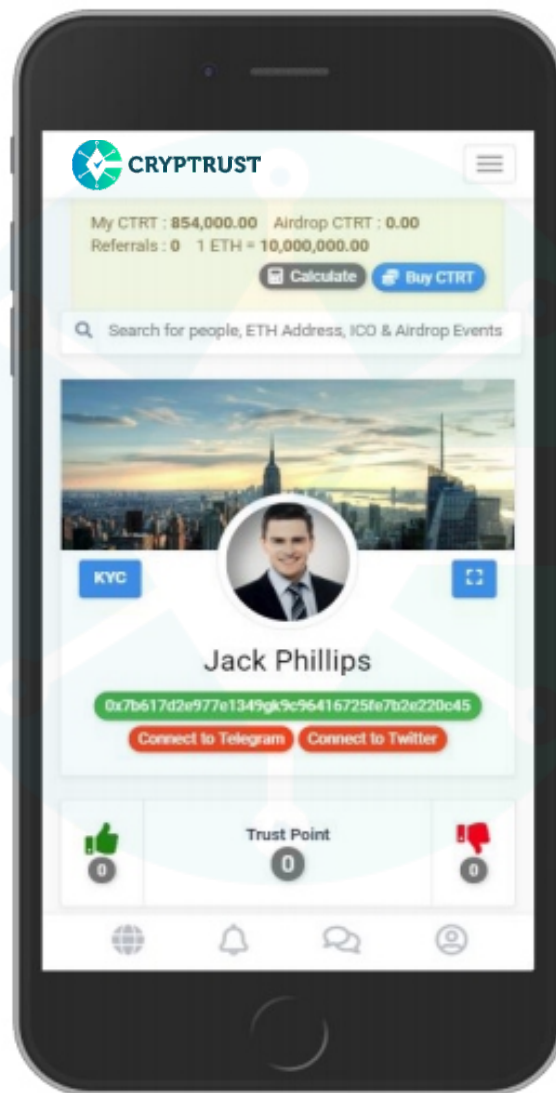 CRYPTRUST
My CTRT : 854,000.00 Airdrop CTRT : 0.00
Referrals : 0 1 ETH = 10,000,000.00
Calculate Buy CTRT
Search for people, ETH Address, ICO & Airdrop Events
KYC
Jack Phillips
0x7b617d2e977e1349gk9c96416725fe7b2e220c45
Connect to Telegram Connect to Twitter
Trust Point
0 0 0